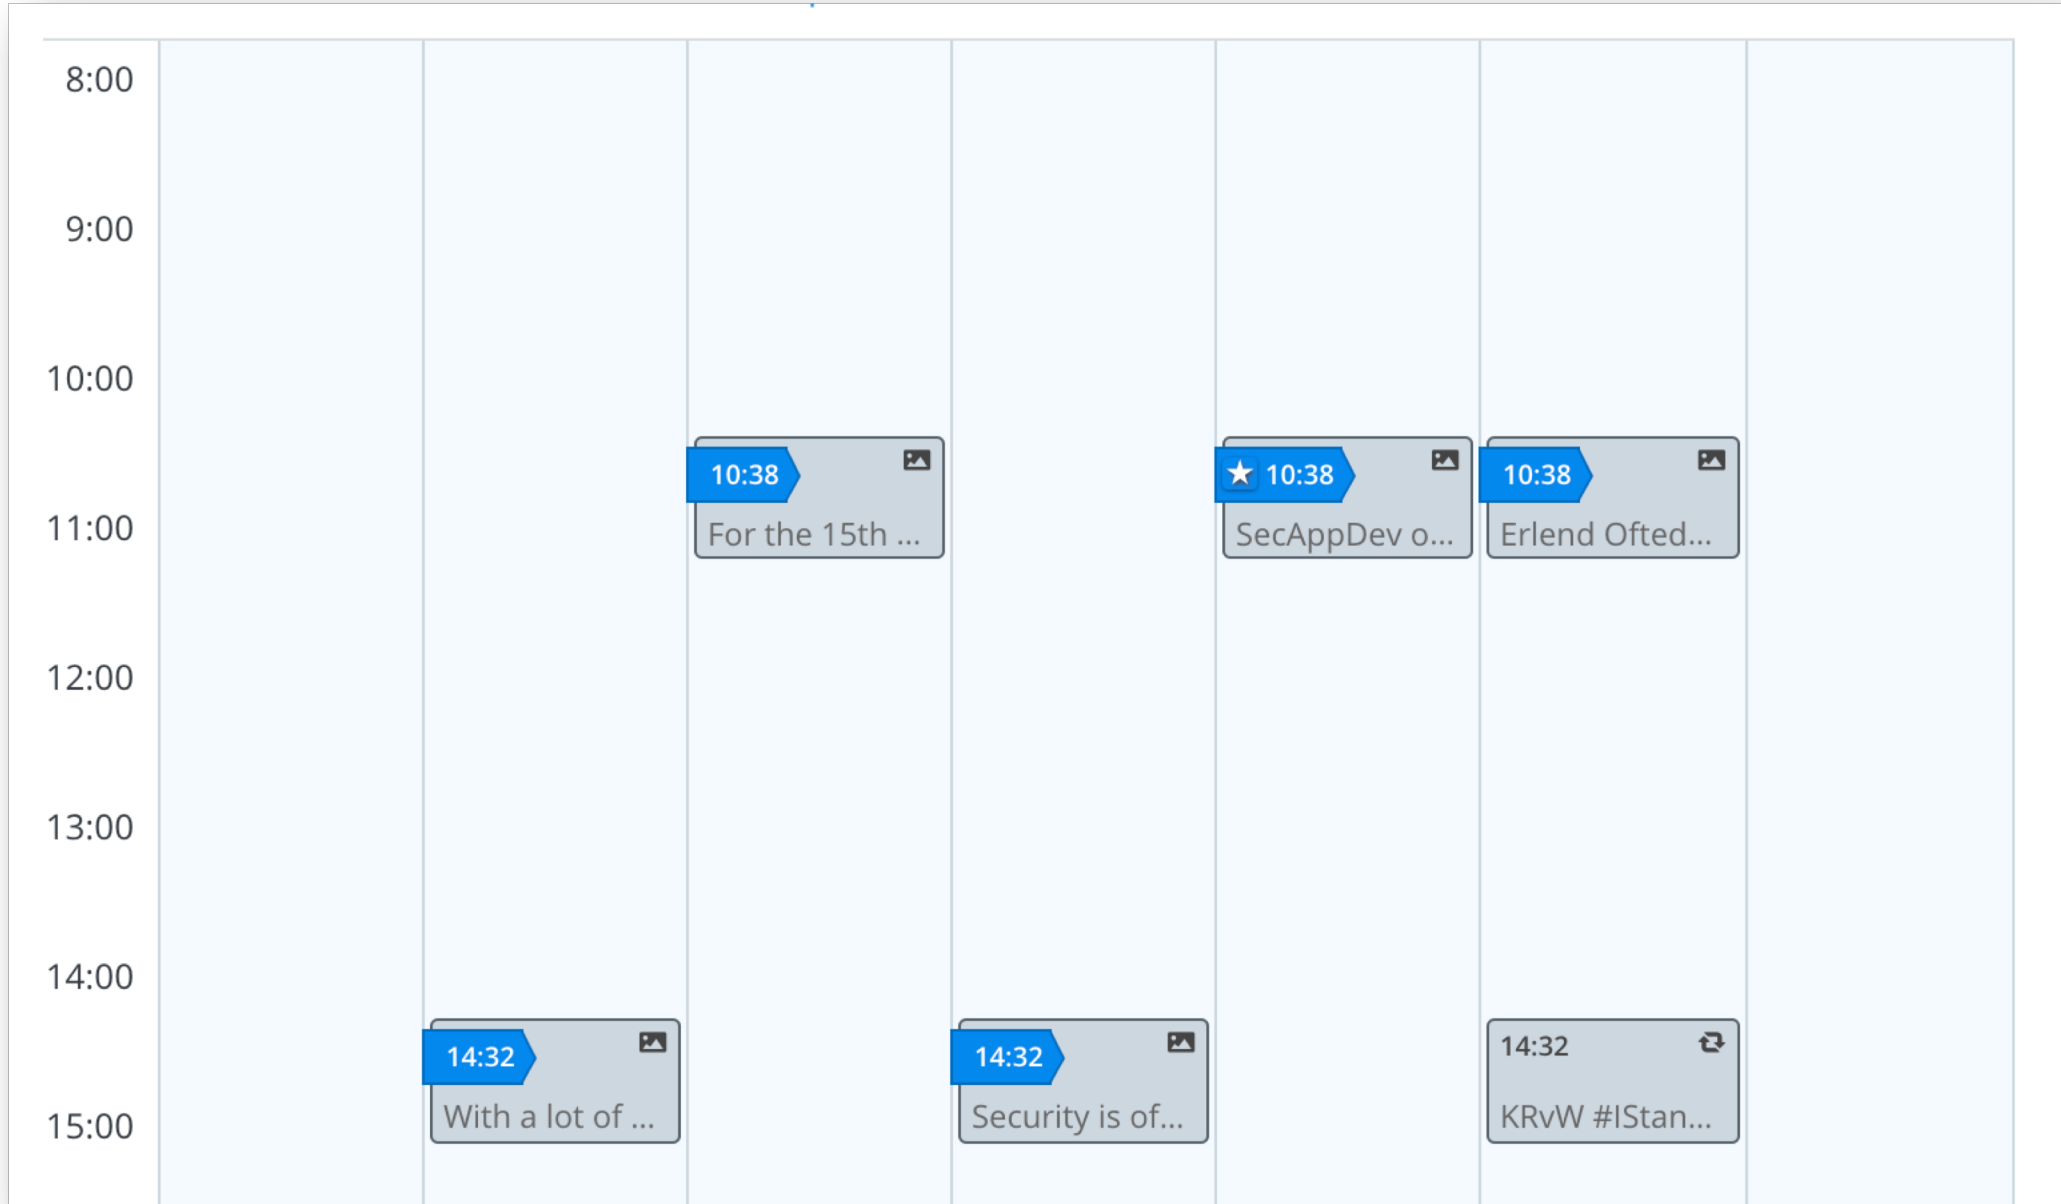 8:00
9:00
10:00
10:38
10:38
10:38
For the 15th ...
SecAppDev o...
Erlend Ofted...
11:00
12:00
13:00
14:00
14:32
14:32
14:32
With a lot of ...
Security is of...
KRvW #IStan...
15:00